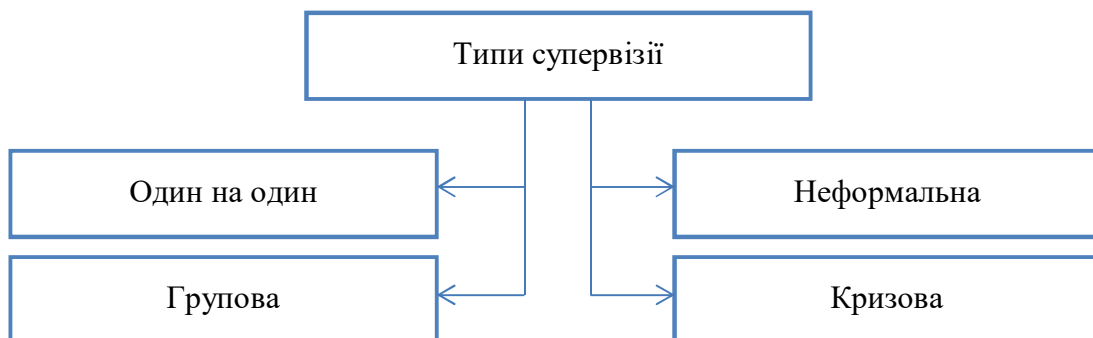 Типи супервізії
Один на один
Неформальна
Групова
Кризова